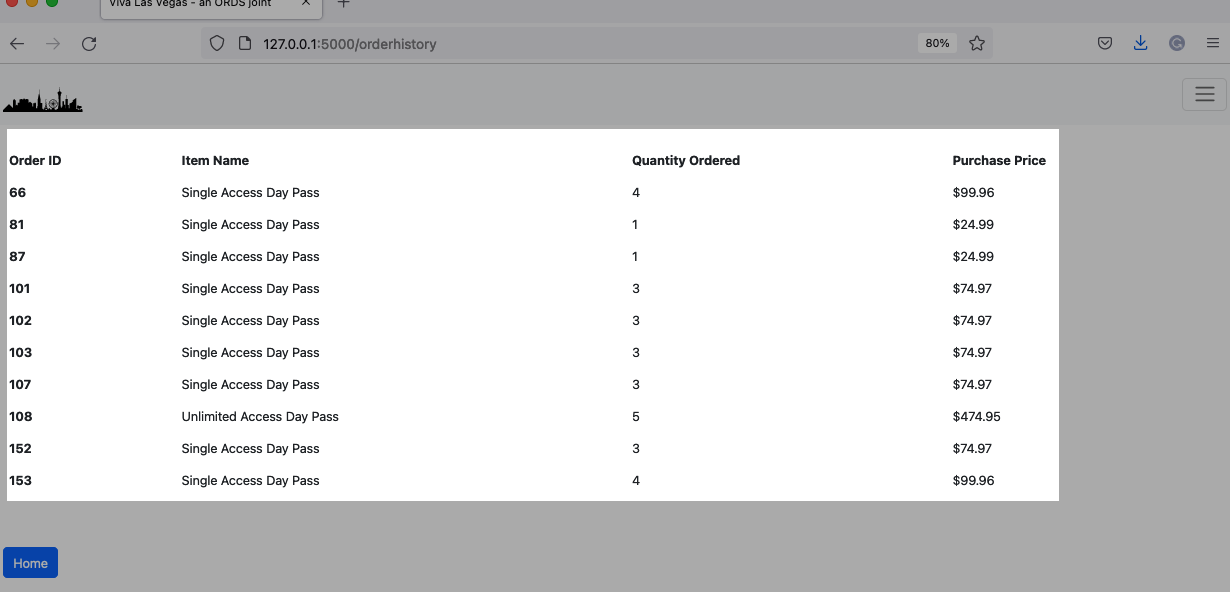 Viva Las Vegas - an ORDS joint
127.0.0.1:5000/orderhistory 80%
Order ID Item Name Quantity Ordered Purchase Price
66 Single Access Day Pass 4 $99.96
81 Single Access Day Pass 1 $24.99
87 Single Access Day Pass 1 $24.99
101 Single Access Day Pass 3 $74.97
102 Single Access Day Pass 3 $74.97
103 Single Access Day Pass 3 $74.97
107 Single Access Day Pass 3 $74.97
108 Unlimited Access Day Pass 5 $474.95
152 Single Access Day Pass 3 $74.97
153 Single Access Day Pass 4 $99.96
Home